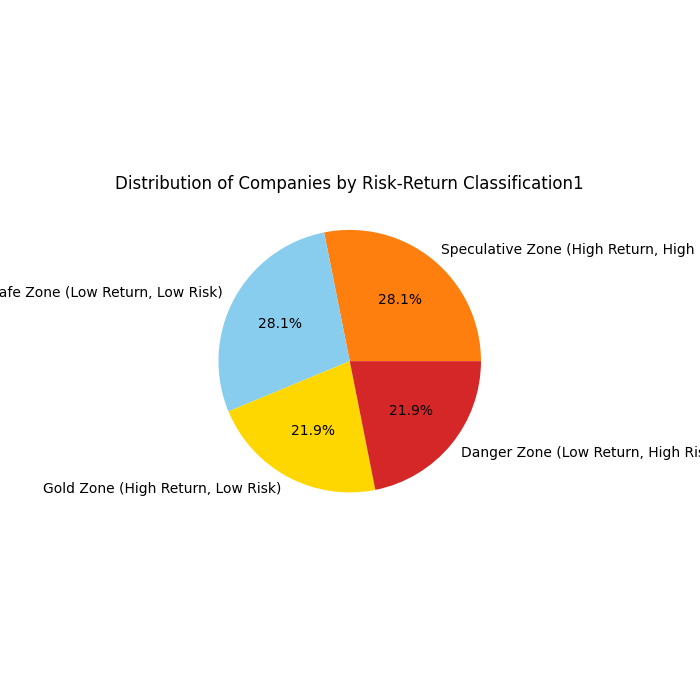 Distribution of Companies by Risk-Return Classification1
Speculative Zone (High Return, High
28.1%
afe Zone (Low Return, Low Risk)
28.1%
21.9%
21.9%
Danger Zone (Low Return, High Ris
Gold Zone (High Return, Low Risk)